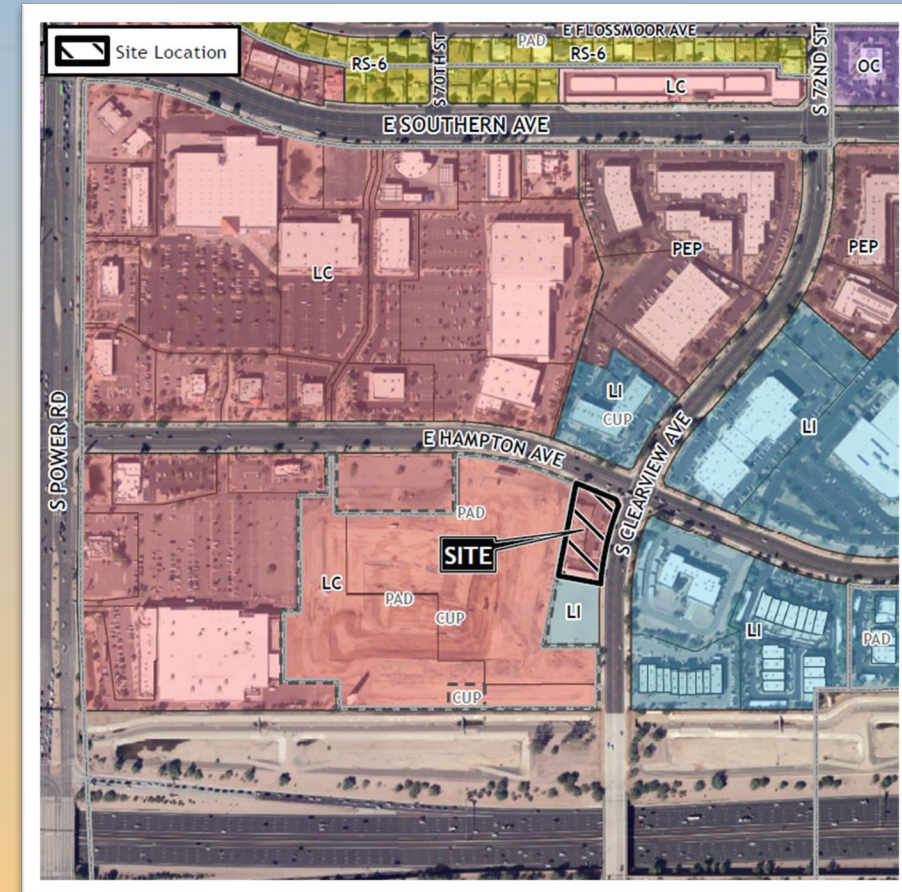 Site Location
E FLOSSMOOR AVE
PAD
RS-6
RS-6
S 70TH ST
S 72ND ST
OC
LC
E SOUTHERN AVE
LC
PEP
PEP
LI
CUP
LI
S POWER RD
E HAMPTON AVE
S CLEARVIEW AVE
PAD
SITE
LC
PAD
CUP
LI
LI
PAD
CUP